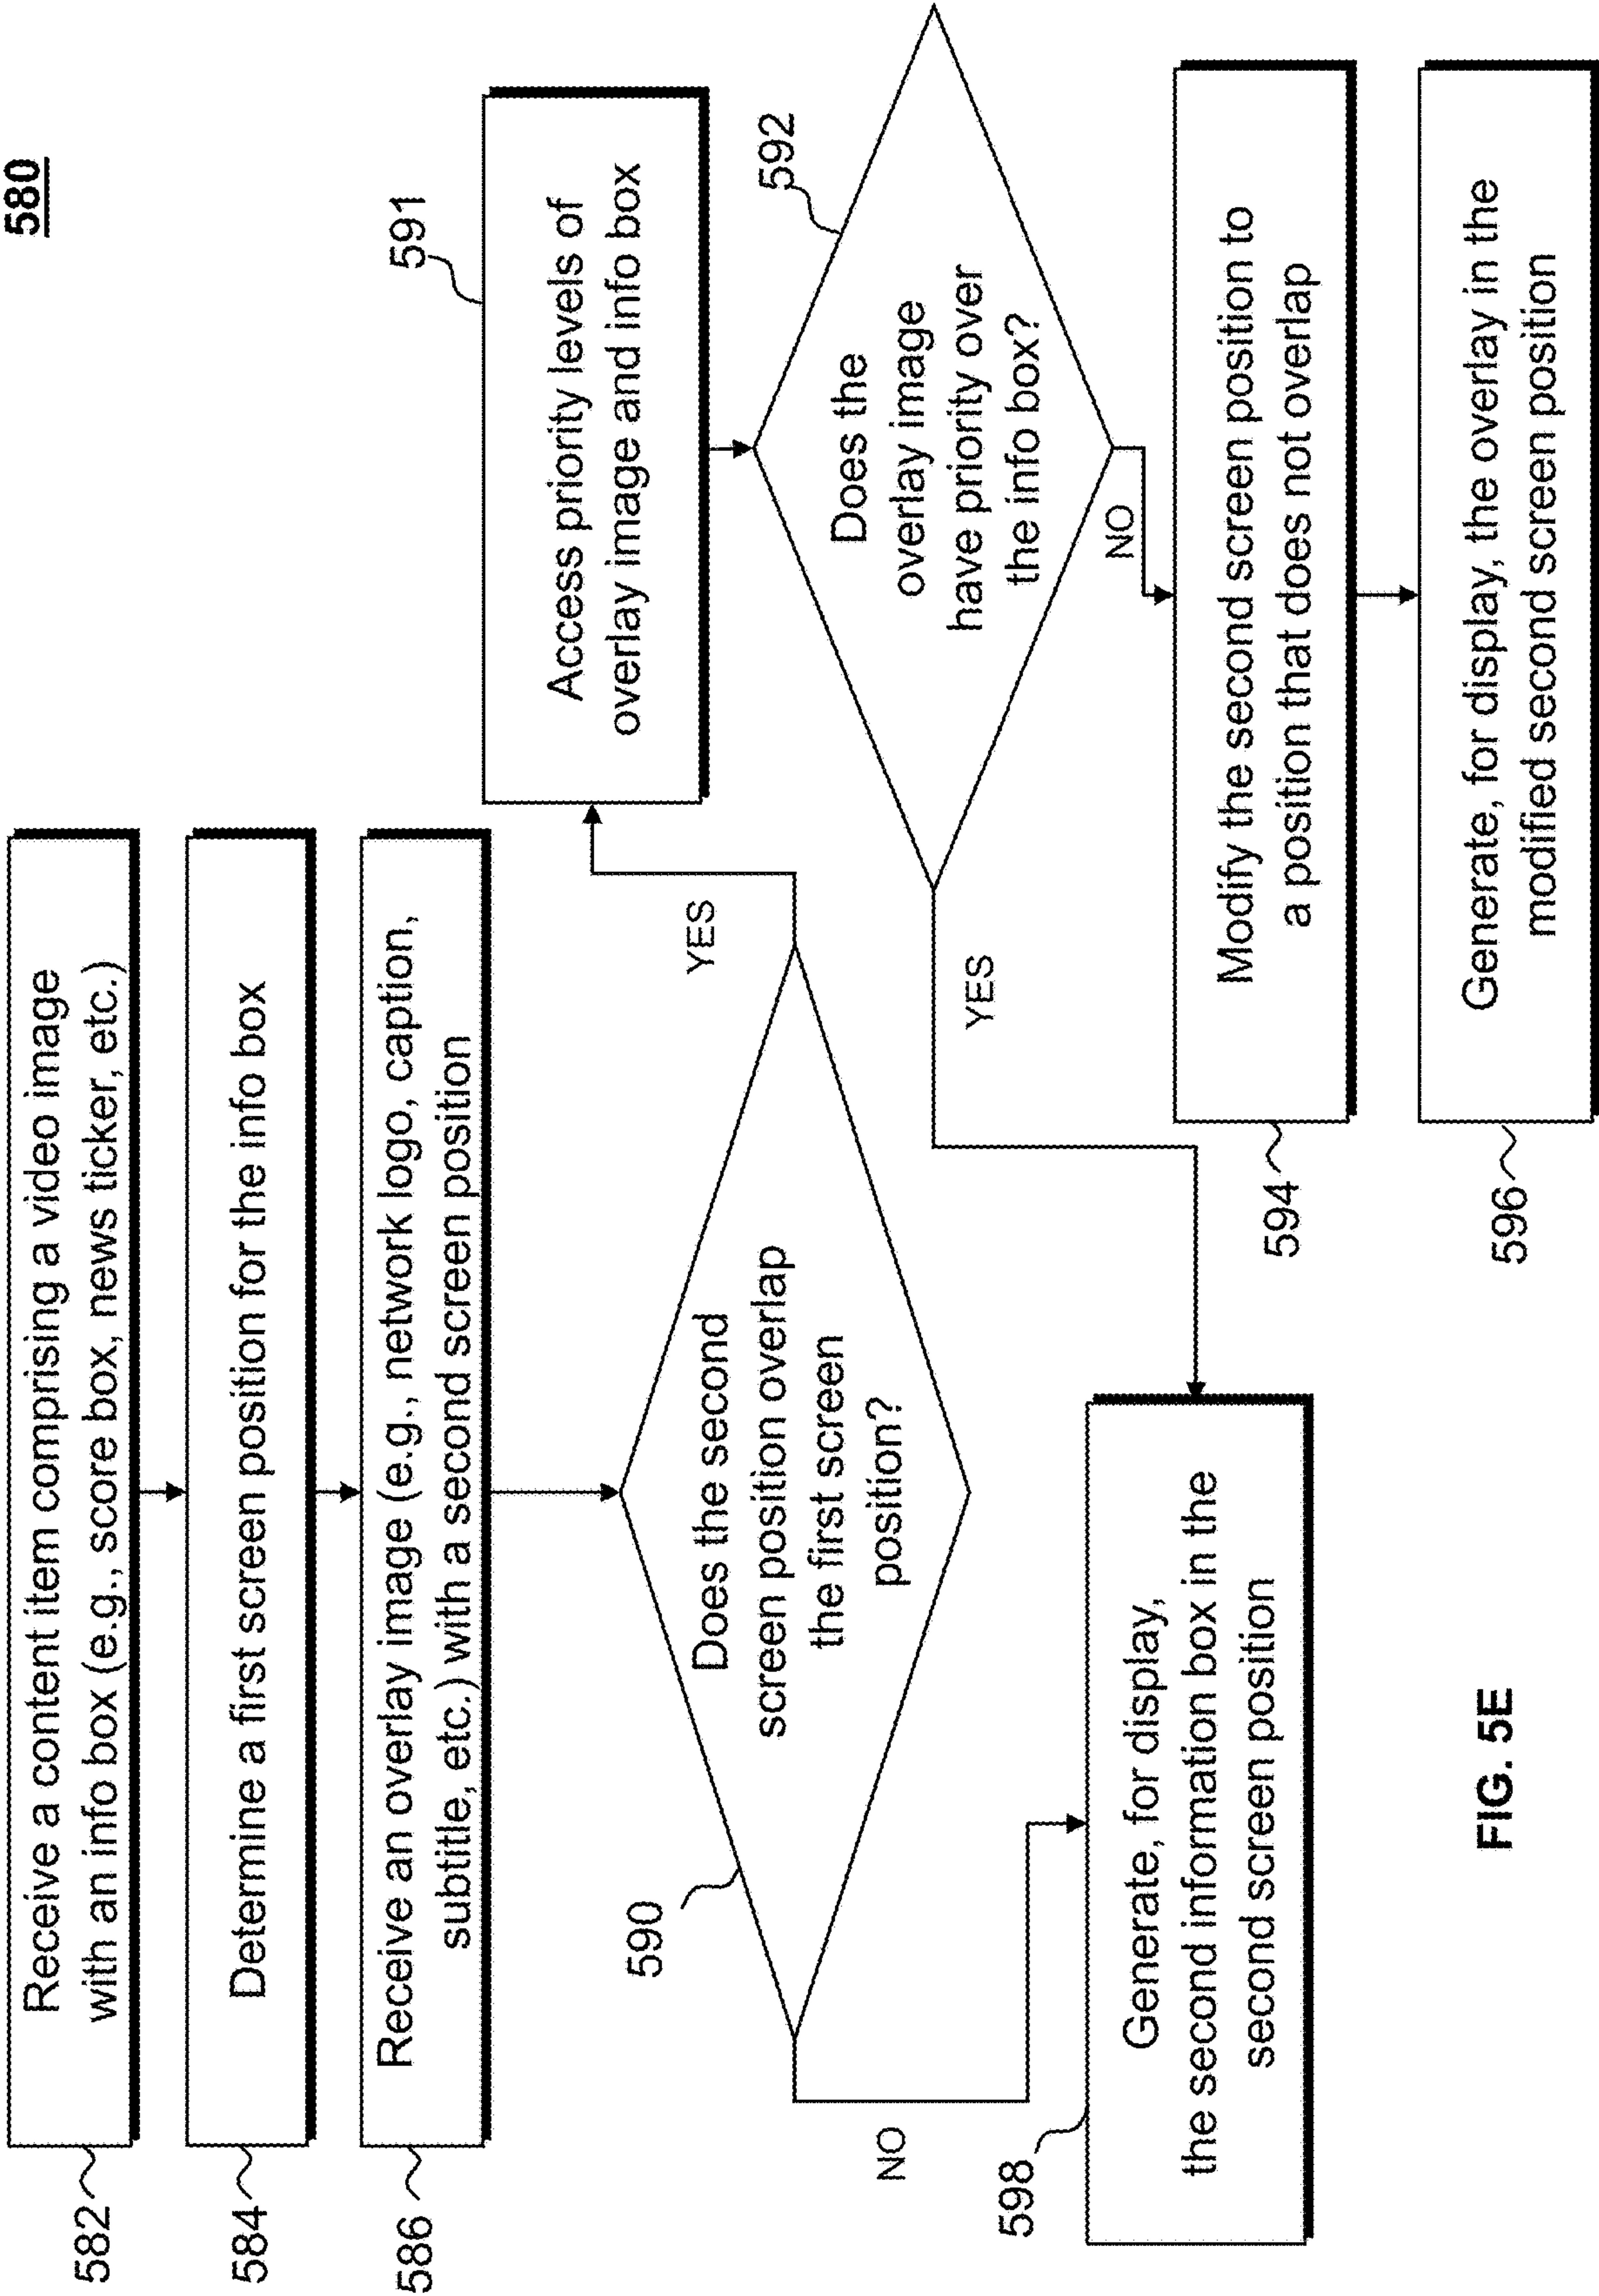 580
582
Receive a content item comprising a video image
with an info box (e.g., score box, news ticker, etc.)
584
Determine a first screen position for the info box
586
Receive an overlay image (e.g., network logo, caption,
subtitle, etc.) with a second screen position
590
Does the second
screen position overlap
the first screen
position?
YES
NO
591
Access priority levels of
overlay image and info box
592
Does the
overlay image
have priority over
the info box?
YES
NO
598
Generate, for display,
the second information box in the
second screen position
594
Modify the second screen position to
a position that does not overlap
596
Generate, for display, the overlay in the
modified second screen position
FIG. 5E